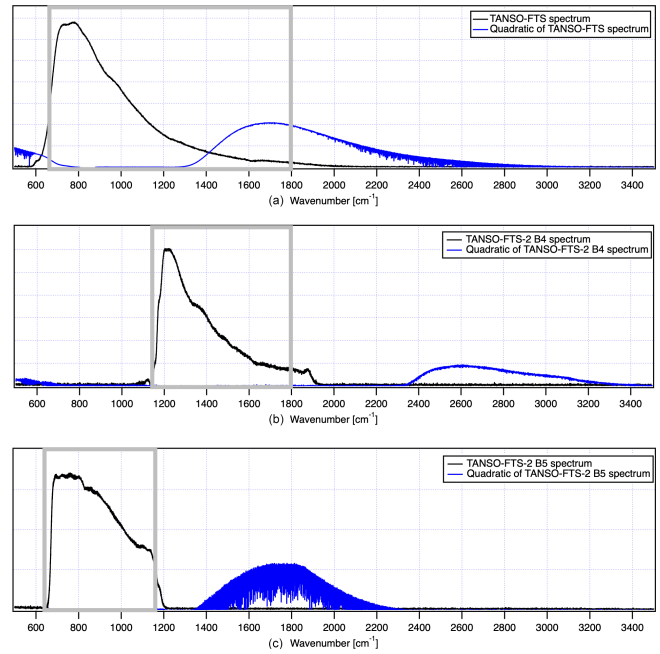 TANSO-FTS spectrum
Quadratic of TANSO-FTS spectrum
600 800 1000 1200 1400 1600 1800 2000 2200 2400 2600 2800 3000 3200 3400
(a) Wavenumber [cm-1]
TANSO-FTS-2 B4 spectrum
Quadratic of TANSO-FTS-2 B4 spectrum
600 800 1000 1200 1400 1600 1800 2000 2200 2400 2600 2800 3000 3200 3400
(b) Wavenumber [cm-1]
TANSO-FTS-2 B5 spectrum
Quadratic of TANSO-FTS-2 B5 spectrum
600 800 1000 1200 1400 1600 1800 2000 2200 2400 2600 2800 3000 3200 3400
(c) Wavenumber [cm-1]